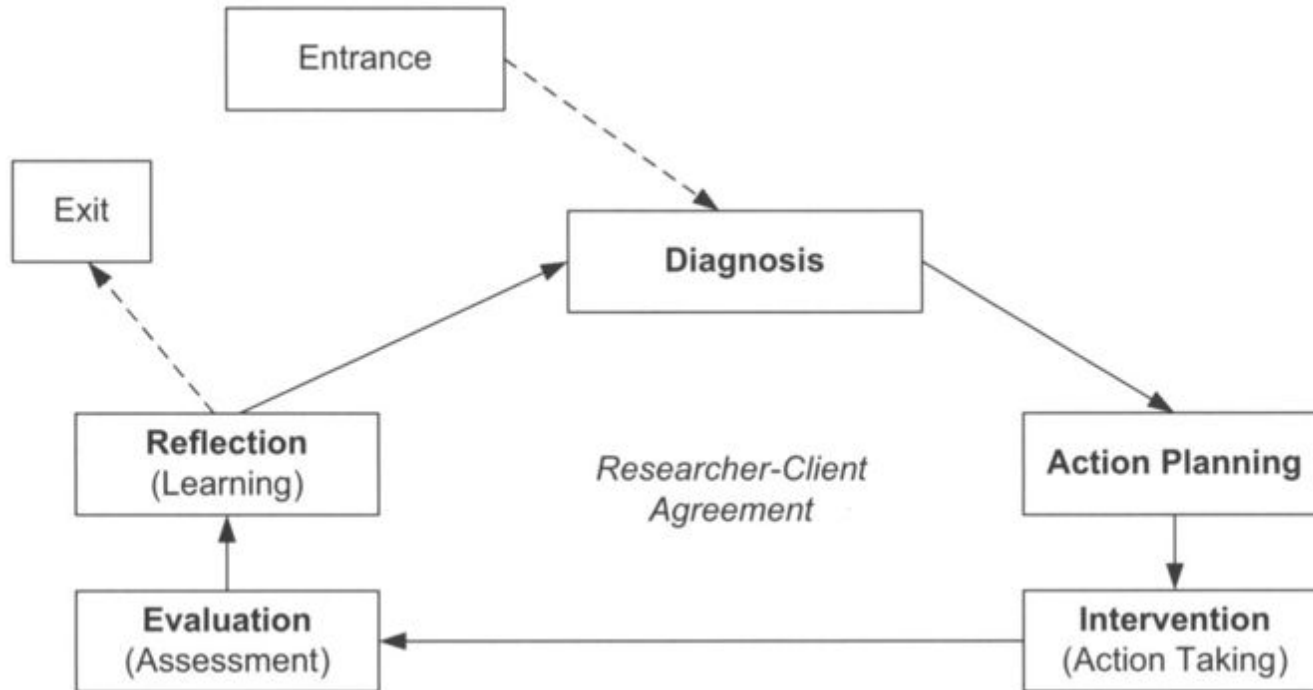 Entrance
Exit
Diagnosis
Reflection
(Learning)
Researcher-Client
Agreement
Action Planning
Evaluation
(Assessment)
Intervention
(Action Taking)